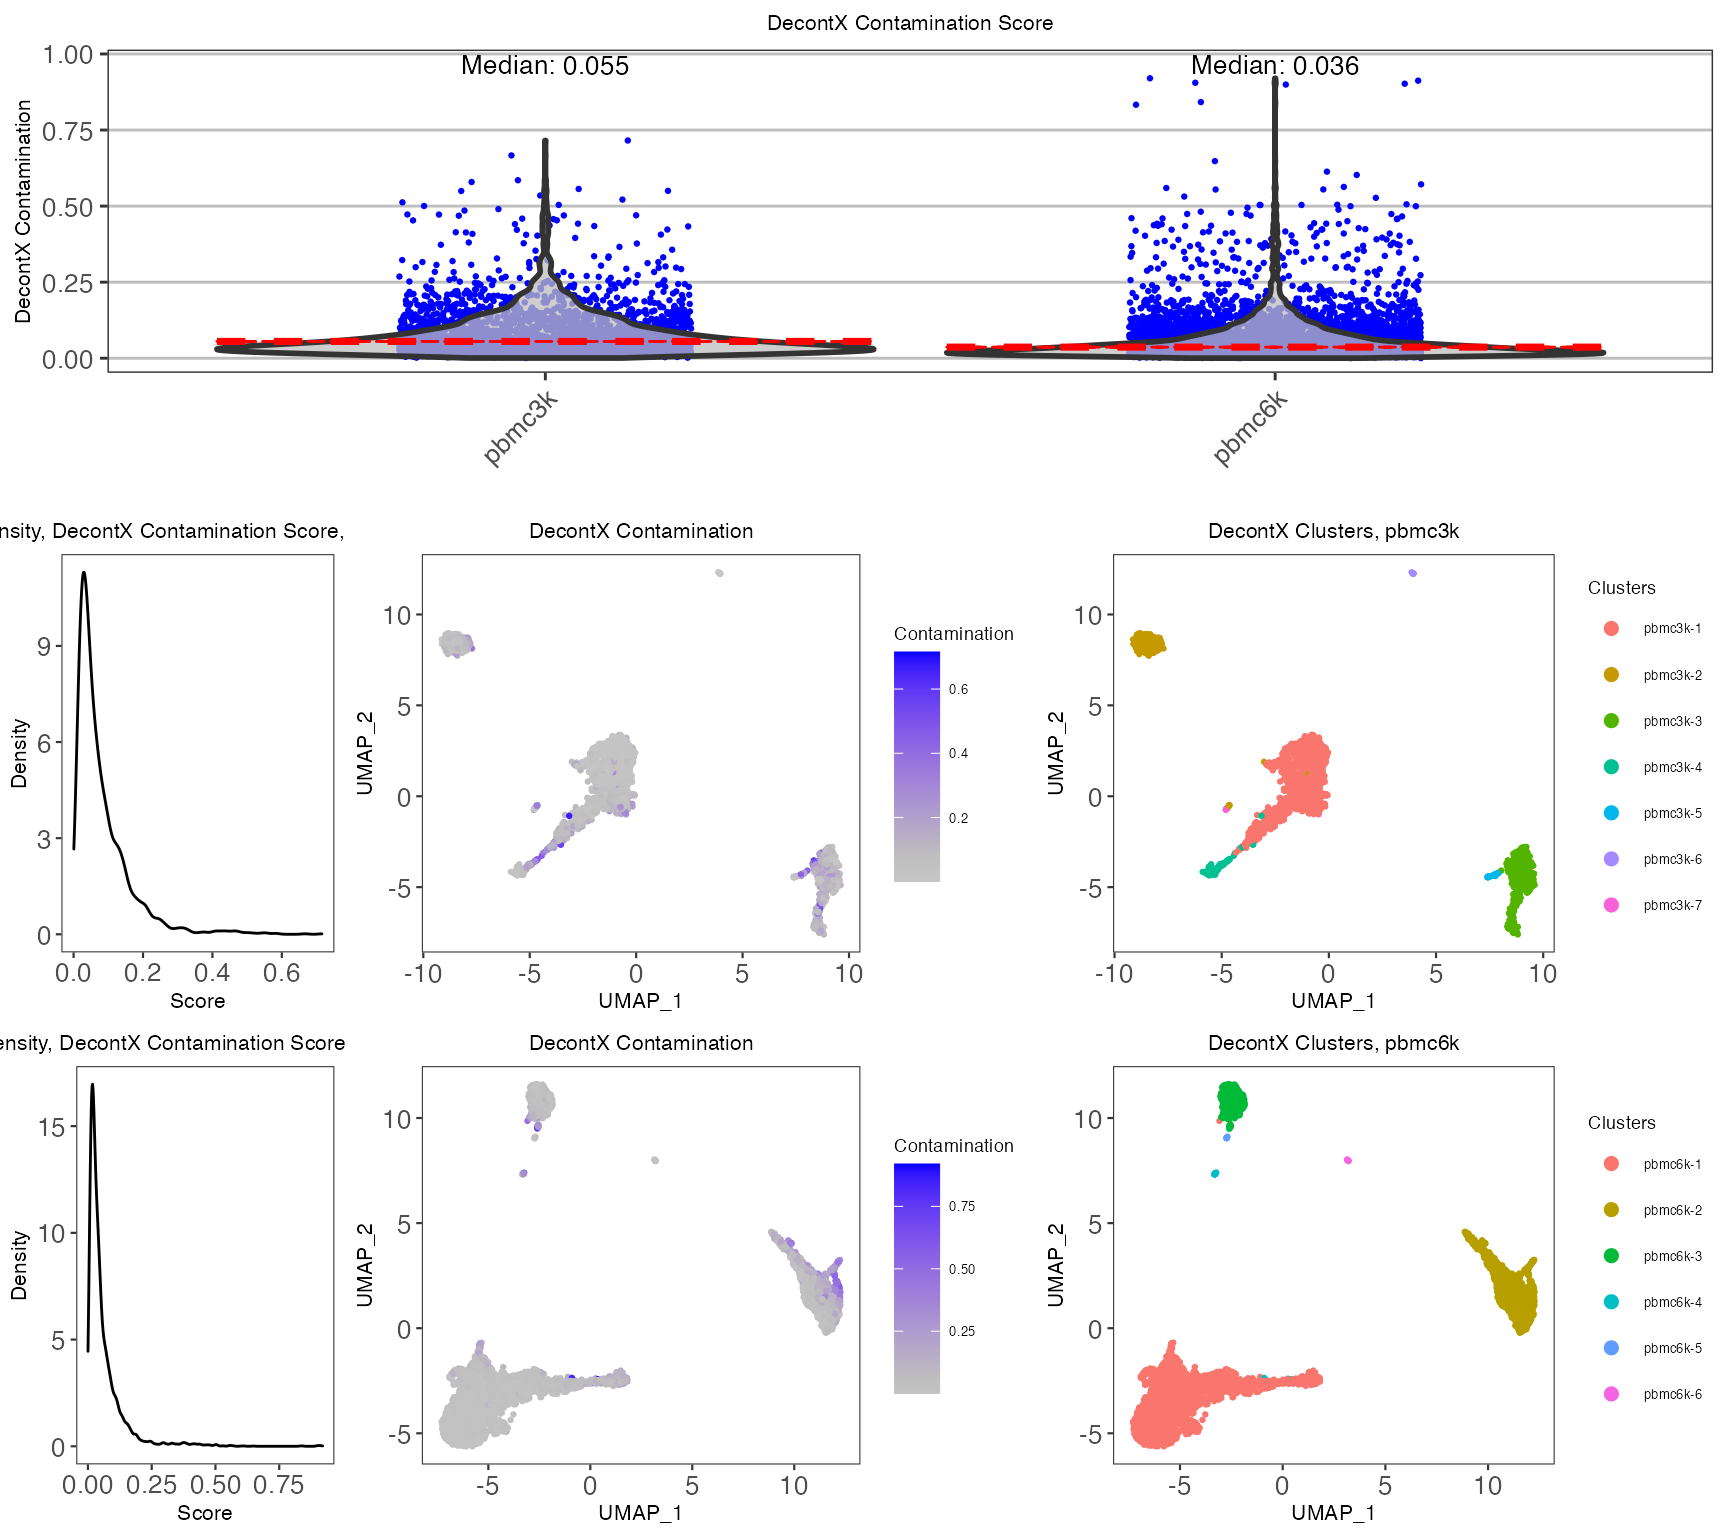 DecontX Contamination Score
1.00
0.75
0.50
0.25
0.00
DecontX Contamination
Median: 0.055
Median: 0.036
pbmc3k
pbmc6k
nsity, DecontX Contamination Score,
9
6
3
0
Density
0.0 0.2 0.4 0.6
Score
DecontX Contamination
10
5
0
-5
UMAP_2
-10 -5 0 5 10
UMAP_1
Contamination
0.6
0.4
0.2
DecontX Clusters, pbmc3k
10
5
0
-5
UMAP_2
-10 -5 0 5 10
UMAP_1
Clusters
pbmc3k-1
pbmc3k-2
pbmc3k-3
pbmc3k-4
pbmc3k-5
pbmc3k-6
pbmc3k-7
ensity, DecontX Contamination Score
15
10
5
0
Density
0.00 0.25 0.50 0.75
Score
DecontX Contamination
10
5
0
-5
UMAP_2
-5 0 5 10
UMAP_1
Contamination
0.75
0.50
0.25
DecontX Clusters, pbmc6k
10
5
0
-5
UMAP_2
-5 0 5 10
UMAP_1
Clusters
pbmc6k-1
pbmc6k-2
pbmc6k-3
pbmc6k-4
pbmc6k-5
pbmc6k-6